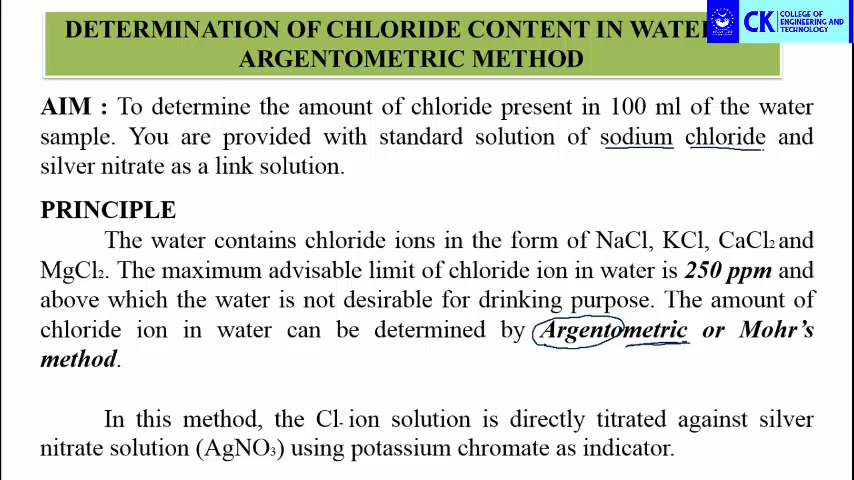 DETERMINATION OF CHLORIDE CONTENT IN WATER
ARGENTOMETRIC METHOD
CK COLLEGE OF
ENGINEERING AND
TECHNOLOGY
AIM : To determine the amount of chloride present in 100 ml of the water
sample. You are provided with standard solution of sodium chloride and
silver nitrate as a link solution.
PRINCIPLE
The water contains chloride ions in the form of NaCl, KCl, CaCl₂ and
MgCl₂. The maximum advisable limit of chloride ion in water is 250 ppm and
above which the water is not desirable for drinking purpose. The amount of
chloride ion in water can be determined by Argentometric or Mohr's
method.
In this method, the Cl- ion solution is directly titrated against silver
nitrate solution (AgNO₃) using potassium chromate as indicator.